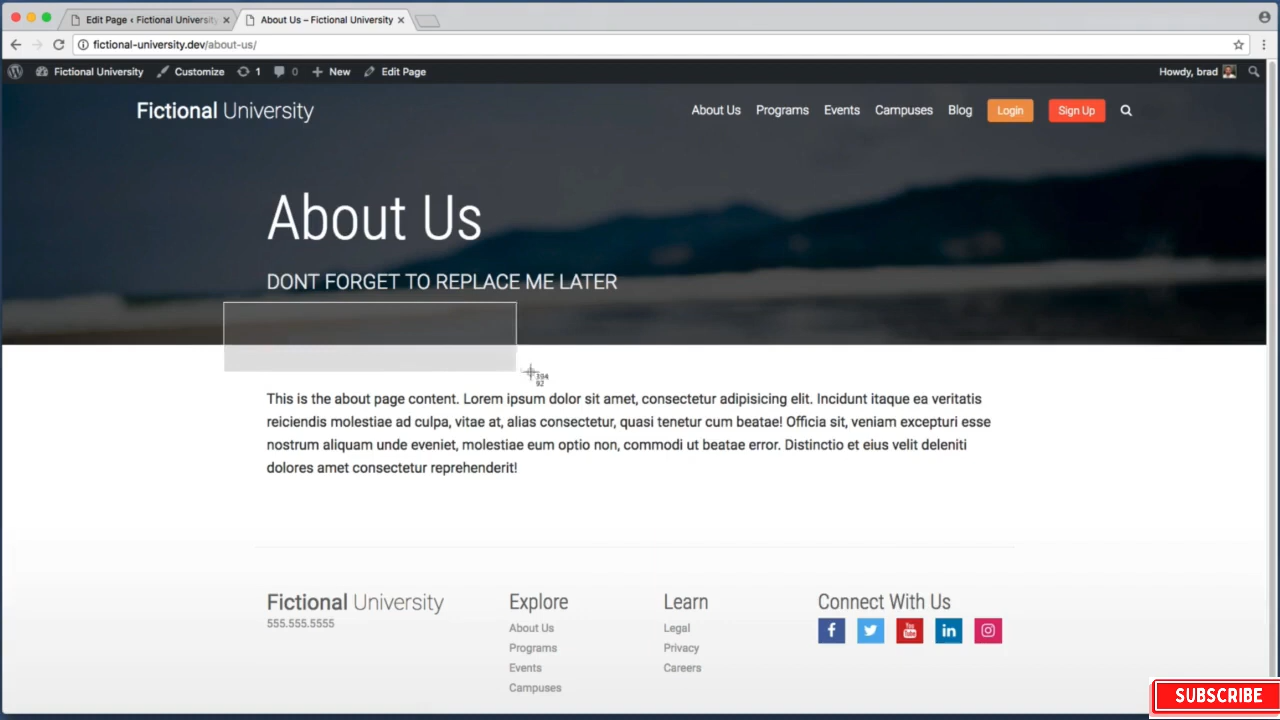 Edit Page ‹ Fictional University
About Us – Fictional University
fictional-university.dev/about-us/
Fictional University
Customize
1
0
New
Edit Page
Howdy, brad
Fictional University
About Us
Programs
Events
Campuses
Blog
Login
Sign Up
About Us
DONT FORGET TO REPLACE ME LATER
This is the about page content. Lorem ipsum dolor sit amet, consectetur adipisicing elit. Incidunt itaque ea veritatis
reiciendis molestiae ad culpa, vitae at, alias consectetur, quasi tenetur cum beatae! Officia sit, veniam excepturi esse
nostrum aliquam unde eveniet, molestiae eum optio non, commodi ut beatae error. Distinctio et eius velit deleniti
dolores amet consectetur reprehenderit!
Fictional University
555.555.5555
Explore
About Us
Programs
Events
Campuses
Learn
Legal
Privacy
Careers
Connect With Us
You Tube
SUBSCRIBE